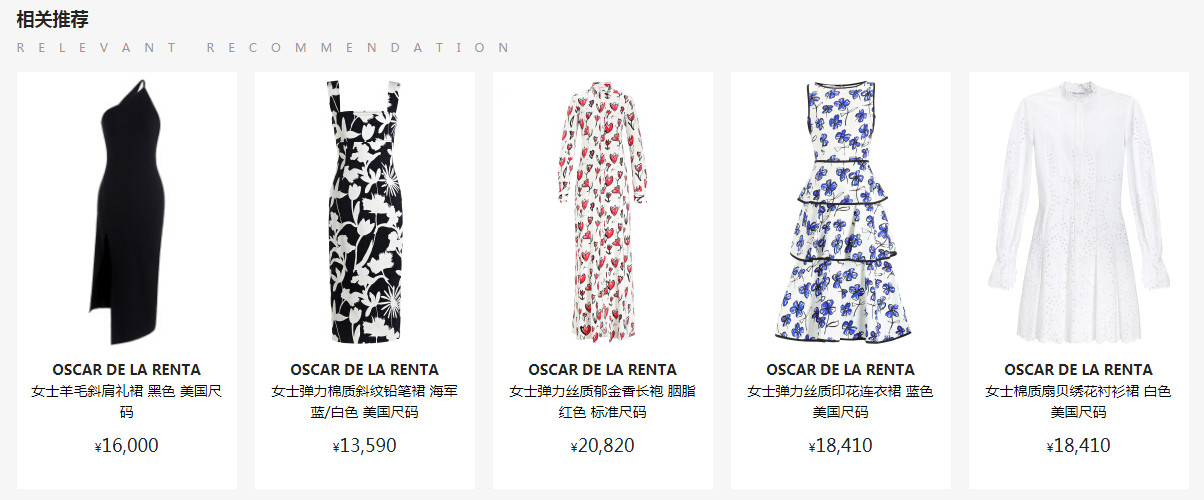 相关推荐
RELEVANT RECOMMENDATION
OSCAR DE LA RENTA
女士羊毛斜肩礼裙 黑色 美国尺
码
¥16,000
OSCAR DE LA RENTA
女士弹力棉质斜纹铅笔裙 海军
蓝/白色 美国尺码
¥13,590
OSCAR DE LA RENTA
女士弹力丝质郁金香长袍 胭脂
红色 标准尺码
¥20,820
OSCAR DE LA RENTA
女士弹力丝质印花连衣裙 蓝色
美国尺码
¥18,410
OSCAR DE LA RENTA
女士棉质扇贝绣花衬衫裙 白色
美国尺码
¥18,410